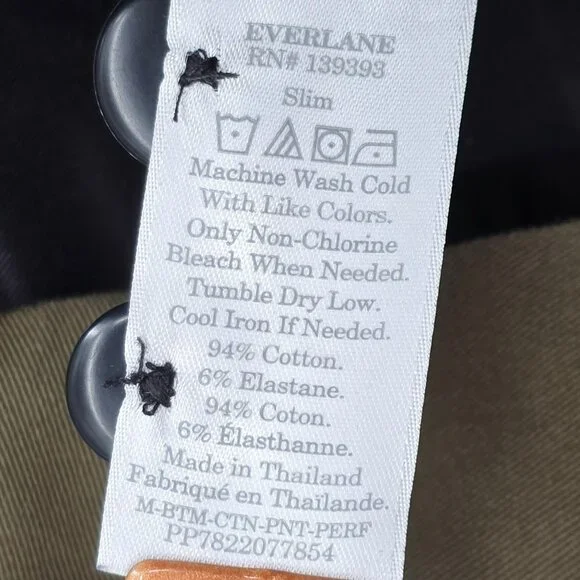 EVERLANE
RN# 139393
Slim
Machine Wash Cold
With Like Colors.
Only Non-Chlorine
Bleach When Needed.
Tumble Dry Low.
Cool Iron If Needed.
94% Cotton.
6% Elastane.
94% Coton.
6% Élasthanne.
Made in Thailand
Fabriqué en Thaïlande.
M-BTM-CTN-PNT-PERF
PP7822077854